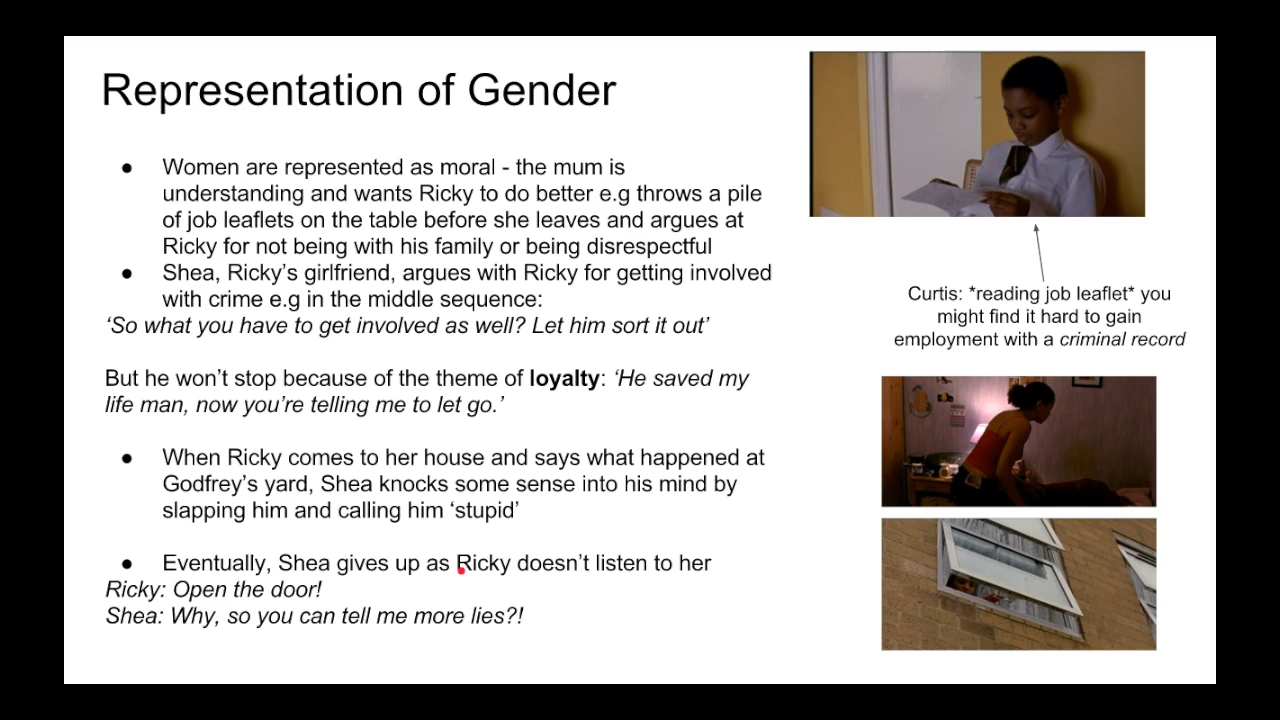 Representation of Gender
● Women are represented as moral - the mum is
understanding and wants Ricky to do better e.g throws a pile
of job leaflets on the table before she leaves and argues at
Ricky for not being with his family or being disrespectful
● Shea, Ricky’s girlfriend, argues with Ricky for getting involved
with crime e.g in the middle sequence:
‘So what you have to get involved as well? Let him sort it out’
But he won’t stop because of the theme of loyalty: ‘He saved my
life man, now you’re telling me to let go.’
● When Ricky comes to her house and says what happened at
Godfrey’s yard, Shea knocks some sense into his mind by
slapping him and calling him ‘stupid’
● Eventually, Shea gives up as Ricky doesn’t listen to her
Ricky: Open the door!
Shea: Why, so you can tell me more lies?!
Curtis: *reading job leaflet* you
might find it hard to gain
employment with a criminal record